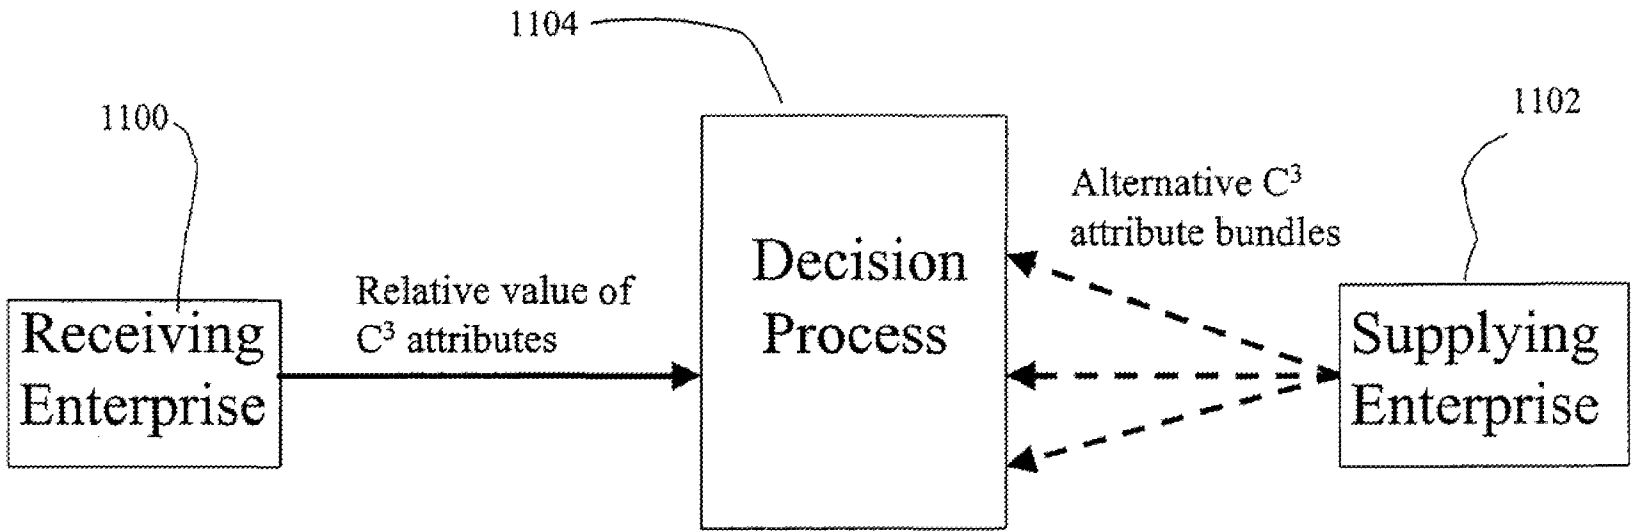 1104
1100
1102
Alternative C³
attribute bundles
Decision
Process
Relative value of
C³ attributes
Receiving
Enterprise
Supplying
Enterprise